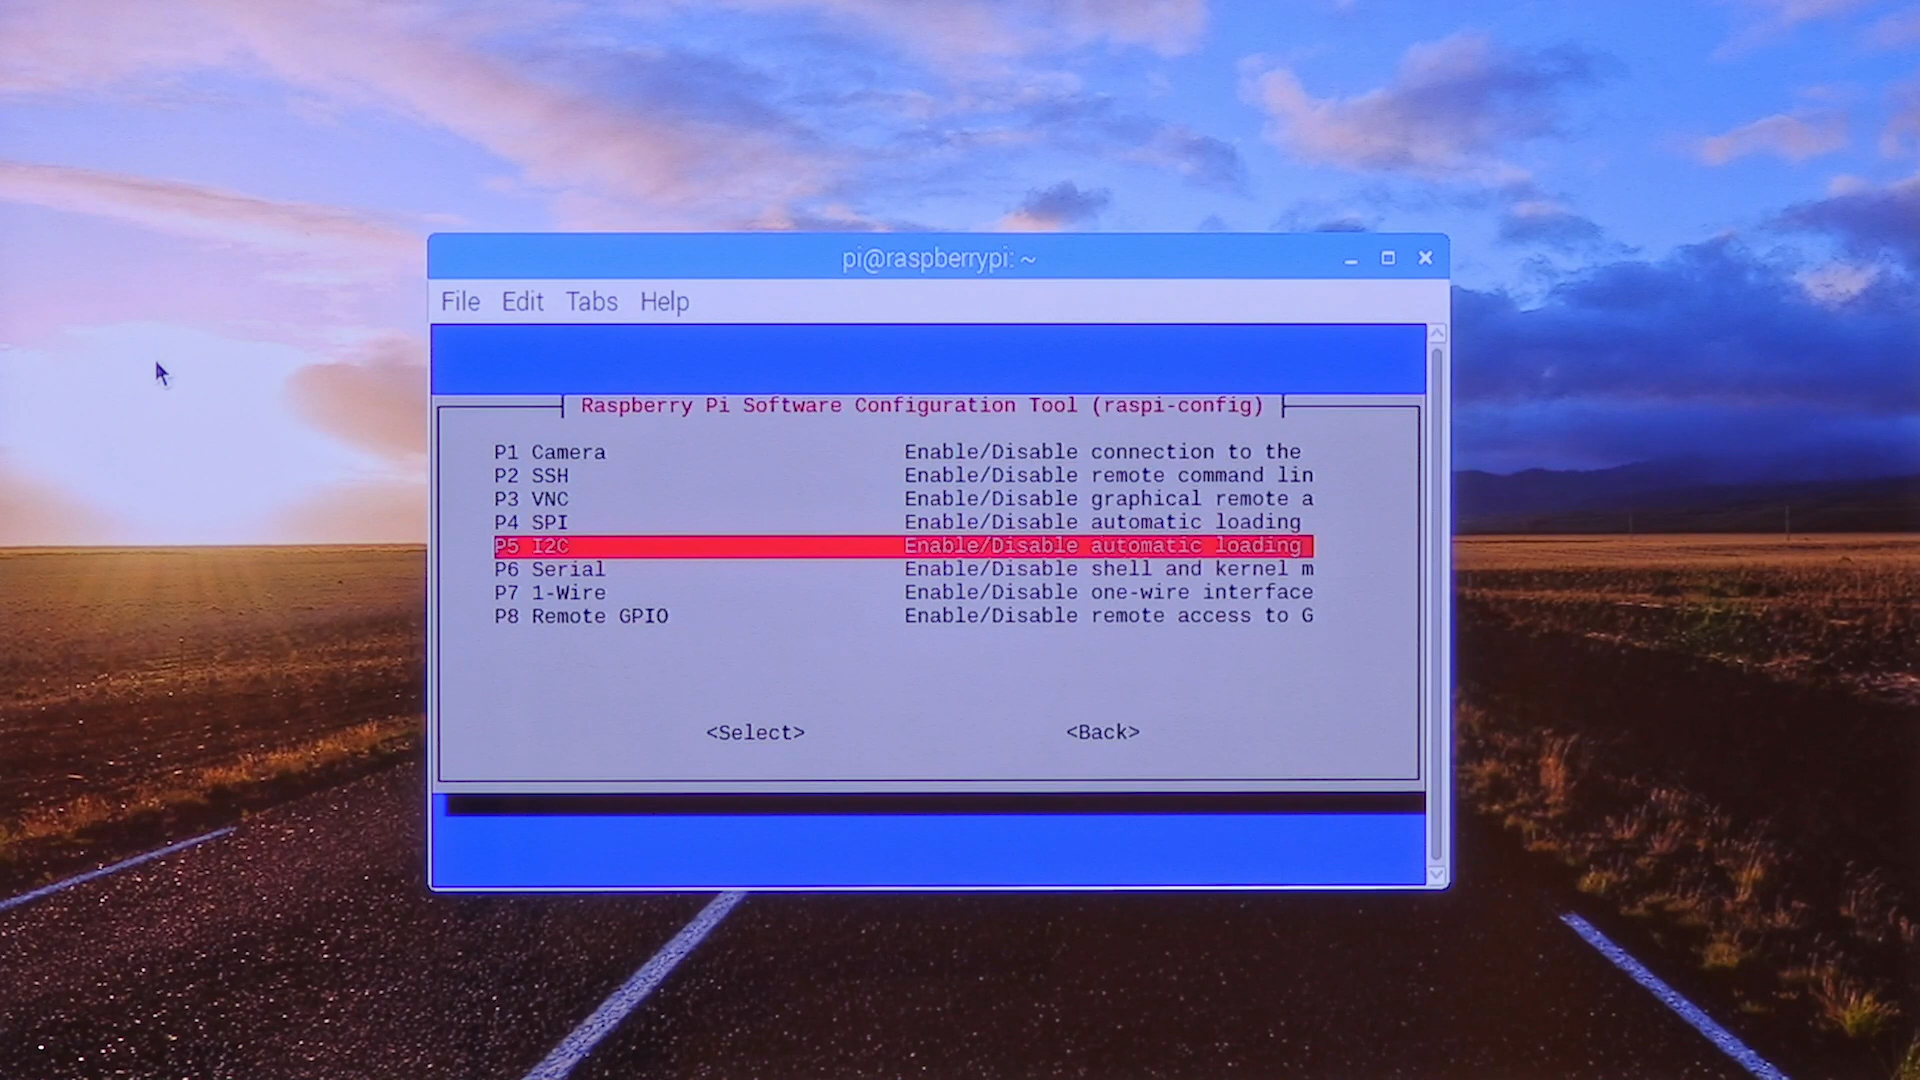 pi@raspberrypi: ~
File Edit Tabs Help
Raspberry Pi Software Configuration Tool (raspi-config)
P1 Camera Enable/Disable connection to the
P2 SSH Enable/Disable remote command lin
P3 VNC Enable/Disable graphical remote a
P4 SPI Enable/Disable automatic loading
P5 I2C Enable/Disable automatic loading
P6 Serial Enable/Disable shell and kernel m
P7 1-Wire Enable/Disable one-wire interface
P8 Remote GPIO Enable/Disable remote access to G
<Select> <Back>